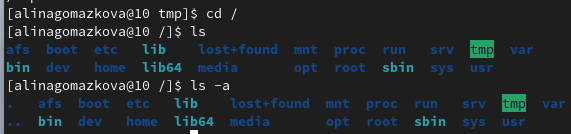 [alinagomazkova@10 tmp]$ cd /
[alinagomazkova@10 /]$ ls
afs boot etc lib lost+found mnt proc run srv tmp var
bin dev home lib64 media opt root sbin sys usr
[alinagomazkova@10 /]$ ls -a
. afs boot etc lib lost+found mnt proc run srv tmp var
.. bin dev home lib64 media opt root sbin sys usr